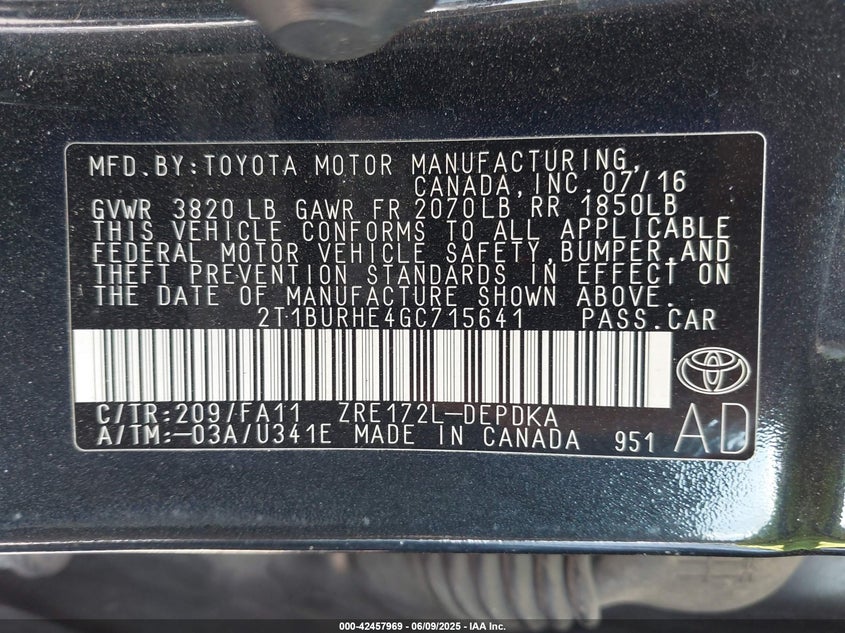 MFD.BY:TOYOTA MOTOR MANUFACTURING,
CANADA,INC. 07/16
GVWR 3820 LB GAWR FR 2070LB RR 1850LB
THIS VEHICLE CONFORMS TO ALL APPLICABLE
FEDERAL MOTOR VEHICLE SAFETY,BUMPER,AND
THEFT PREVENTION STANDARDS IN EFFECT ON
THE DATE OF MANUFACTURE SHOWN ABOVE.
2T1BURHE4GC715641 PASS.CAR
C/TR:209/FA11 ZRE172L-DEPDKA
A/TM:-03A/U341E MADE IN CANADA 951 AD
000-42457969 | 06/09/2025 - IAA Inc.